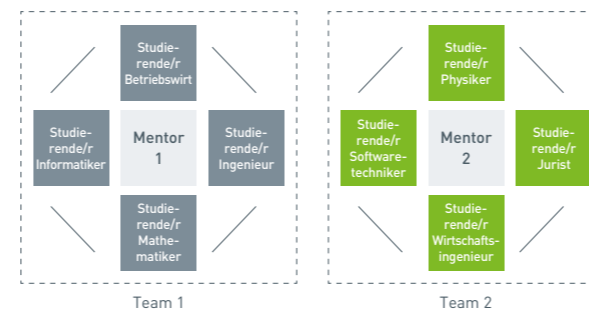 Studie-
rende/r
Betriebswirt
Studie-
rende/r
Informatiker
Mentor
1
Studie-
rende/r
Ingenieur
Studie-
rende/r
Mathe-
matiker
Team 1
Studie-
rende/r
Physiker
Studie-
rende/r
Software-
techniker
Mentor
2
Studie-
rende/r
Jurist
Studie-
rende/r
Wirtschafts-
ingenieur
Team 2